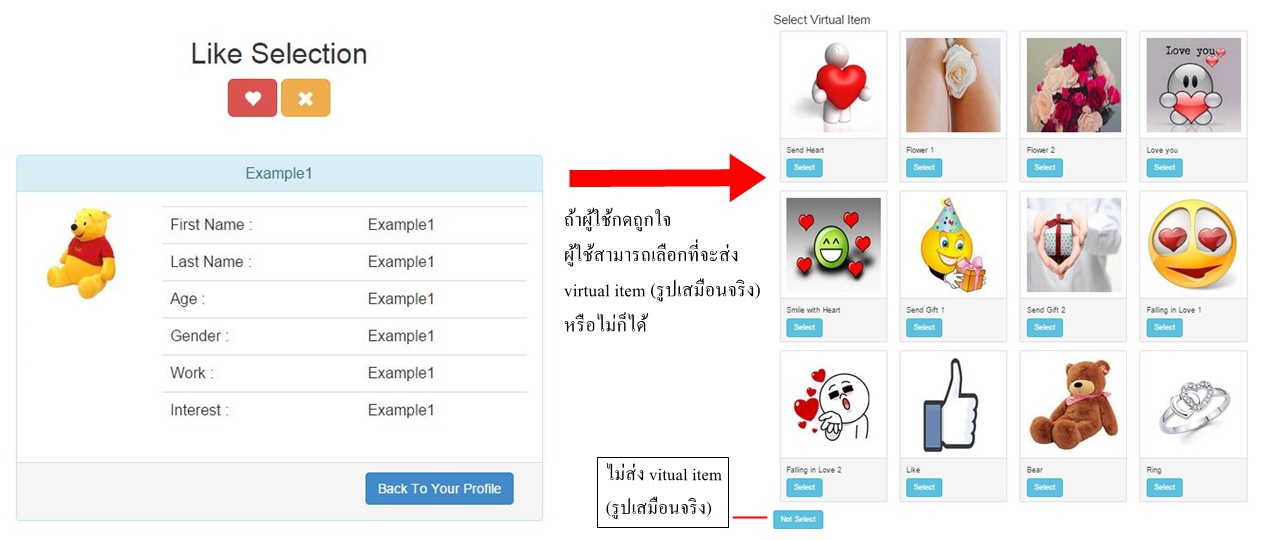 Like Selection
Example1
First Name : Example1
Last Name : Example1
Age : Example1
Gender : Example1
Work : Example1
Interest : Example1
Back To Your Profile
ถ้าผู้ใช้กดถูกใจ
ผู้ใช้สามารถเลือกที่จะส่ง
virtual item (รูปเสมือนจริง)
หรือไม่ก็ได้
ไม่ส่ง vitual item
(รูปเสมือนจริง)
Select Virtual Item
Love you
Send Heart
Flower 1
Flower 2
Love you
Select
Select
Select
Select
Smile with Heart
Send Gift 1
Send Gift 2
Falling in Love 1
Select
Select
Select
Select
Falling in Love 2
Like
Bear
Ring
Select
Select
Select
Select
Not Select